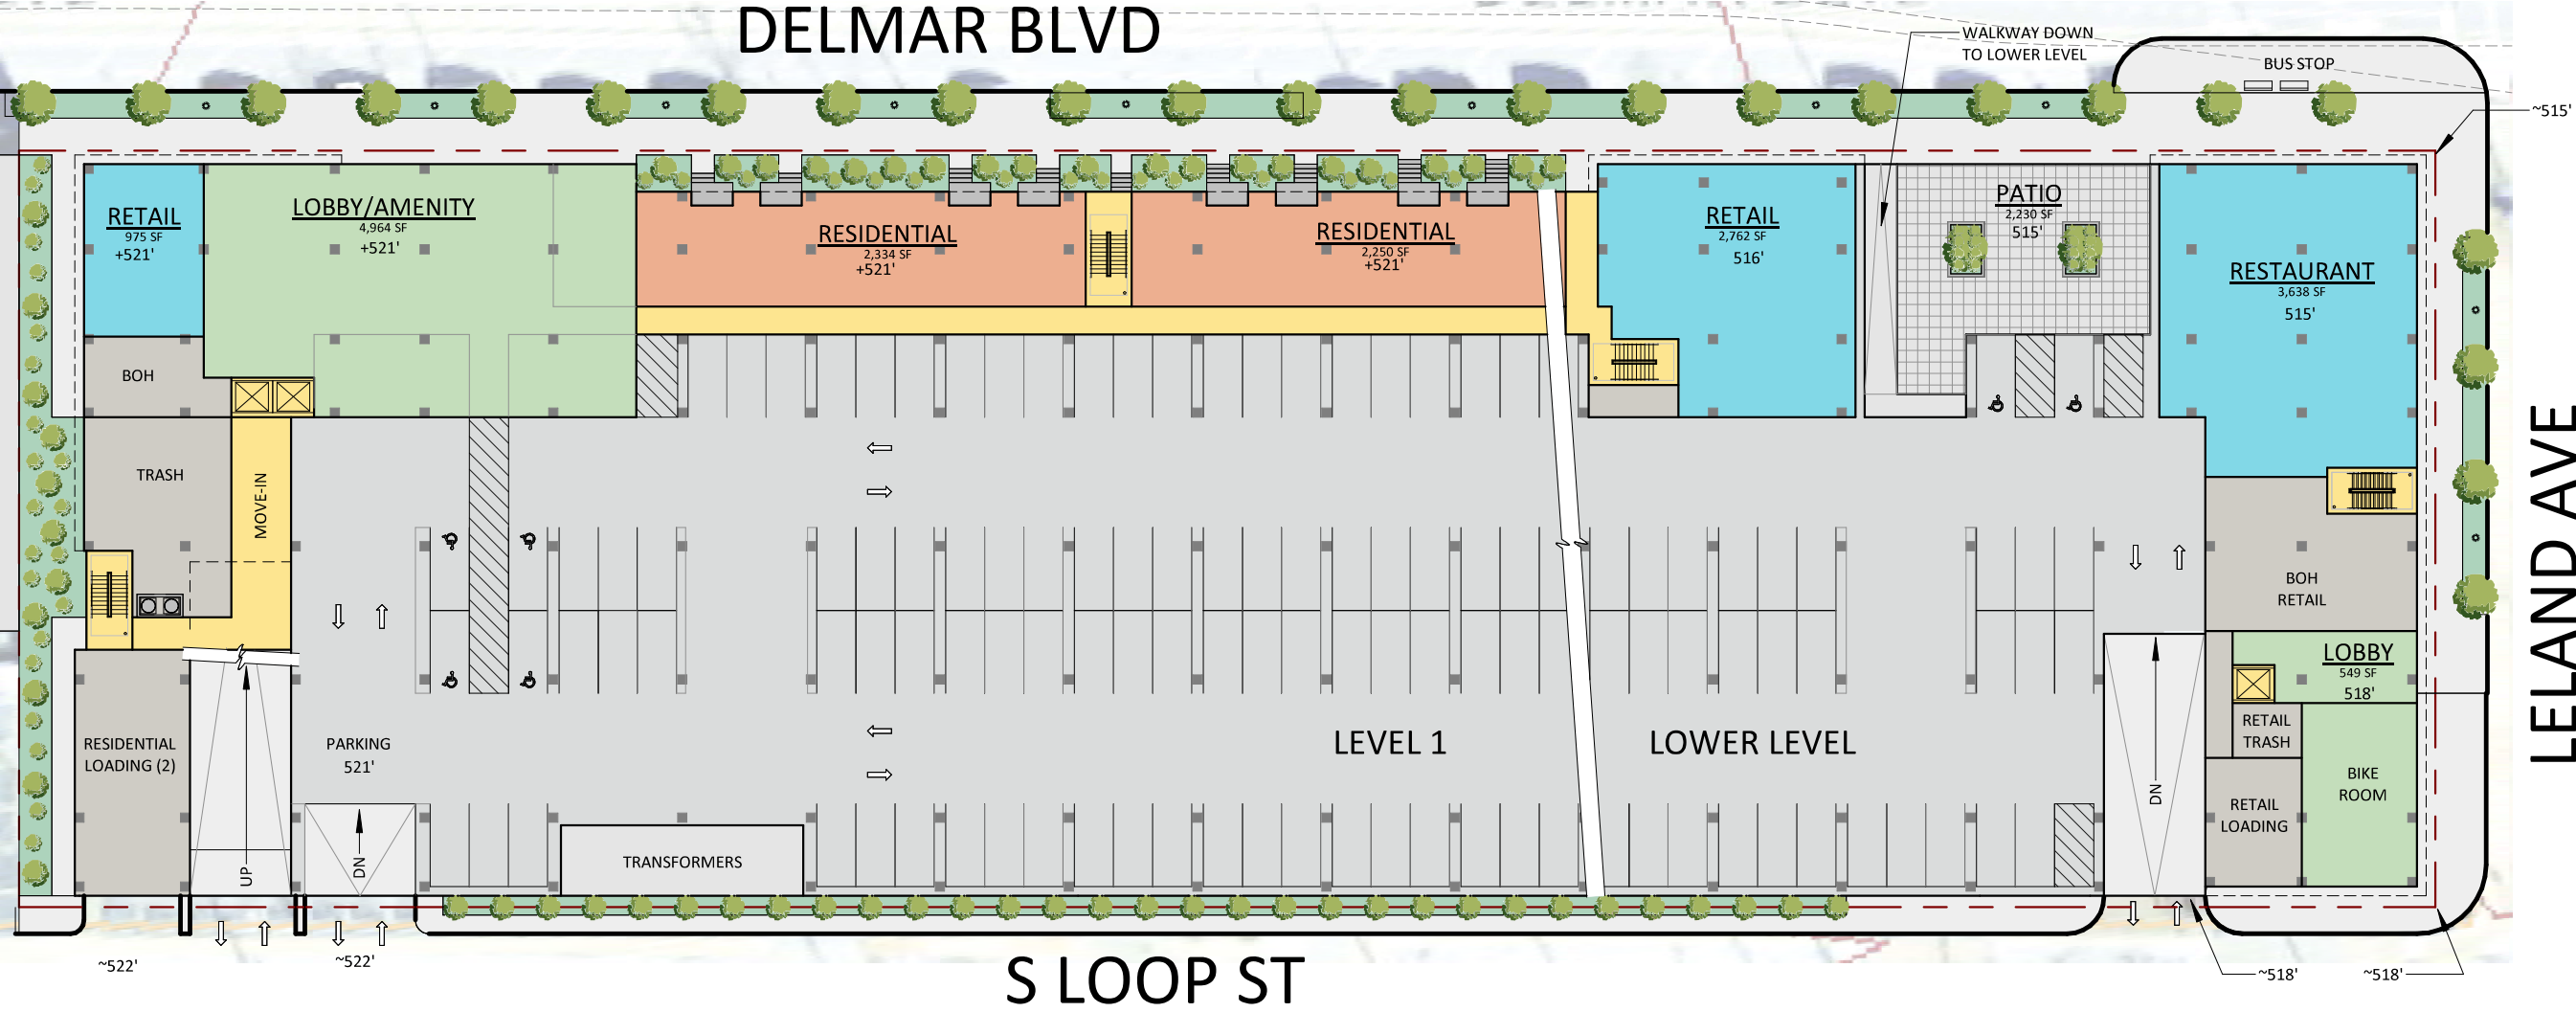 DELMAR BLVD
WALKWAY DOWN
TO LOWER LEVEL
BUS STOP
~515'
RETAIL
975 SF
+521'
LOBBY/AMENITY
4,964 SF
+521'
RESIDENTIAL
2,334 SF
+521'
RESIDENTIAL
2,250 SF
+521'
RETAIL
2,762 SF
516'
PATIO
2,230 SF
515'
RESTAURANT
3,638 SF
515'
BOH
TRASH
MOVE-IN
LELAND AVE
BOH
RETAIL
LOBBY
549 SF
518'
RESIDENTIAL
LOADING (2)
UP
PARKING
521'
DN
TRANSFORMERS
LEVEL 1
LOWER LEVEL
DN
RETAIL
TRASH
RETAIL
LOADING
BIKE
ROOM
~522'
~522'
S LOOP ST
~518'
~518'